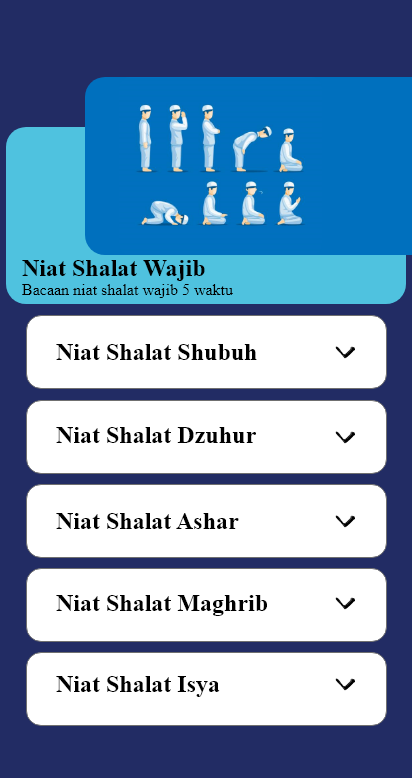 Niat Shalat Wajib
Bacaan niat shalat wajib 5 waktu
Niat Shalat Shubuh
Niat Shalat Dzuhur
Niat Shalat Ashar
Niat Shalat Maghrib
Niat Shalat Isya